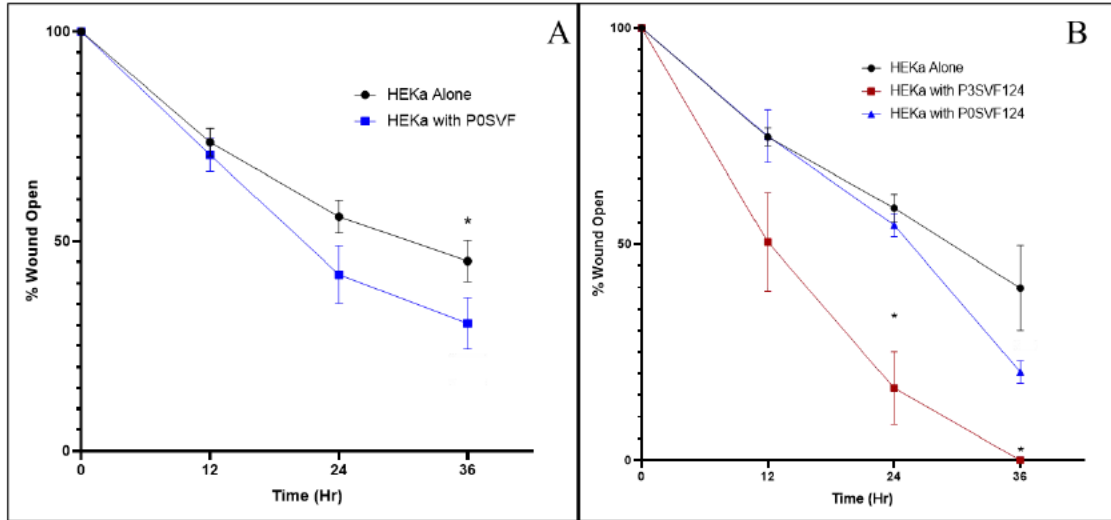 A
HEKa Alone
HEKa with P0SVF
% Wound Open
100
50
0
*
0 12 24 36
Time (Hr)
B
HEKa Alone
HEKa with P3SVF124
HEKa with P0SVF124
% Wound Open
100
50
0
*
*
0 12 24 36
Time (Hr)